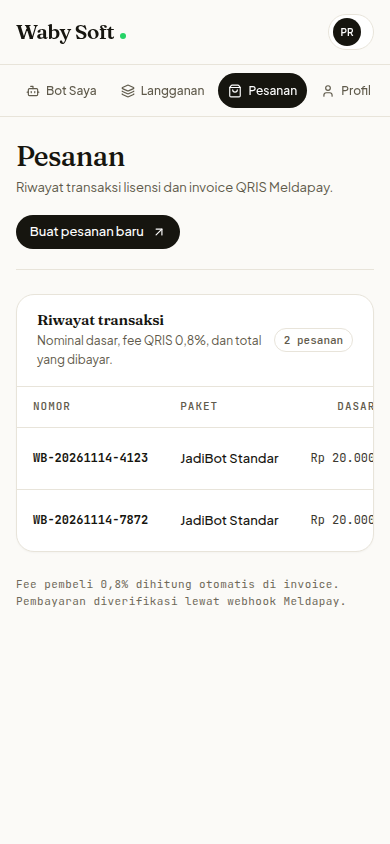 Waby Soft
PR
Bot Saya
Langganan
Pesanan
Profil
Pesanan
Riwayat transaksi lisensi dan invoice QRIS Meldapay.
Buat pesanan baru
Riwayat transaksi
Nominal dasar, fee QRIS 0,8%, dan total
yang dibayar.
2 pesanan
NOMOR PAKET DASAR
WB-20261114-4123 JadiBot Standar Rp 20.000
WB-20261114-7872 JadiBot Standar Rp 20.000
Fee pembeli 0,8% dihitung otomatis di invoice.
Pembayaran diverifikasi lewat webhook Meldapay.